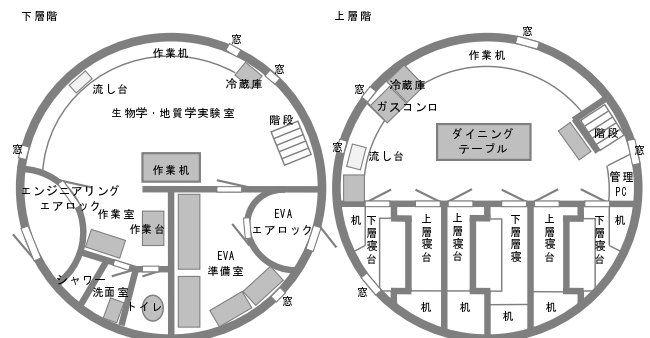 下層階
窓
作業机
窓
冷蔵庫
流し台
生物学・地質学実験室
階段
窓
作業机
エンジニアリング
エアロック
作業室
作業台
EVA
エアロック
EVA
準備室
シャワー
洗面室
トイレ
窓
上層階
窓
作業机
窓
冷蔵庫
ガスコンロ
ダイニング
テーブル
階段
窓
窓
流し台
管理
PC
机
下層寝台
上層寝台
上層寝台
下層層寝
上層寝台
下層寝台
机
窓
机
机
机
机